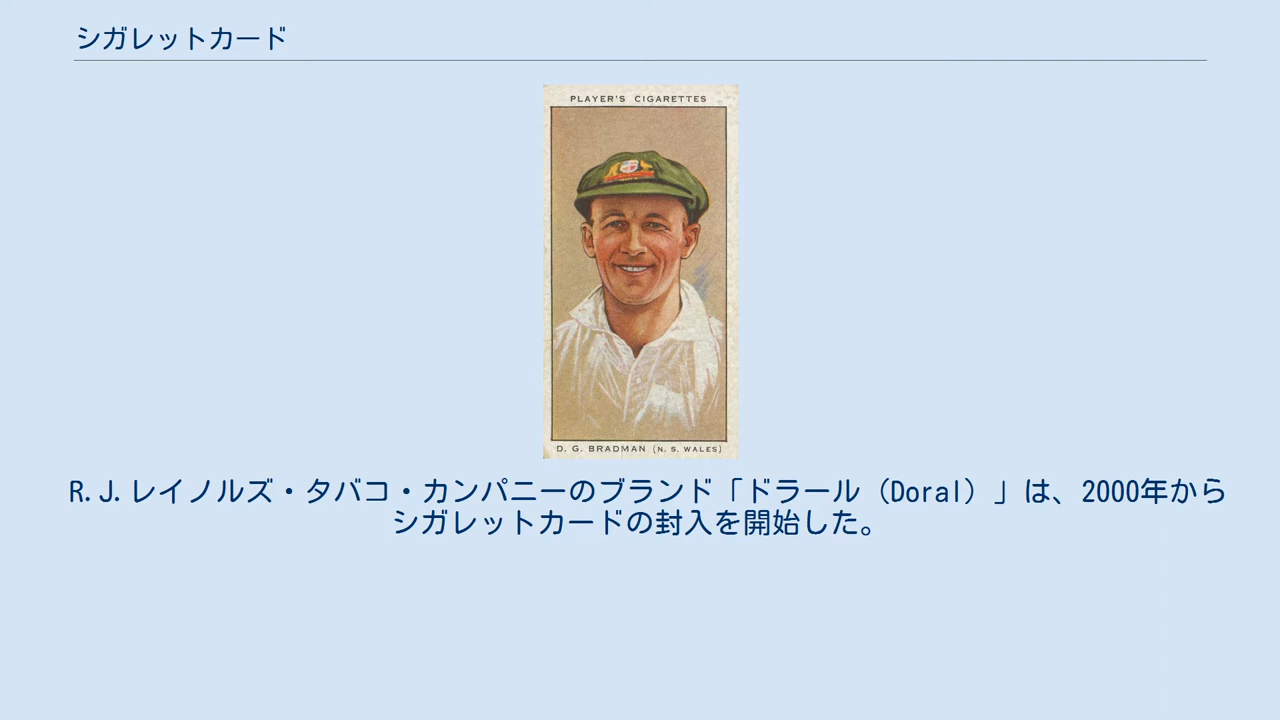 シガレットカード
PLAYER'S CIGARETTES
D. G. BRADMAN (N. S. WALES)
R.J.レイノルズ・タバコ・カンパニーのブランド「ドラール（Doral）」は、2000年から
シガレットカードの封入を開始した。